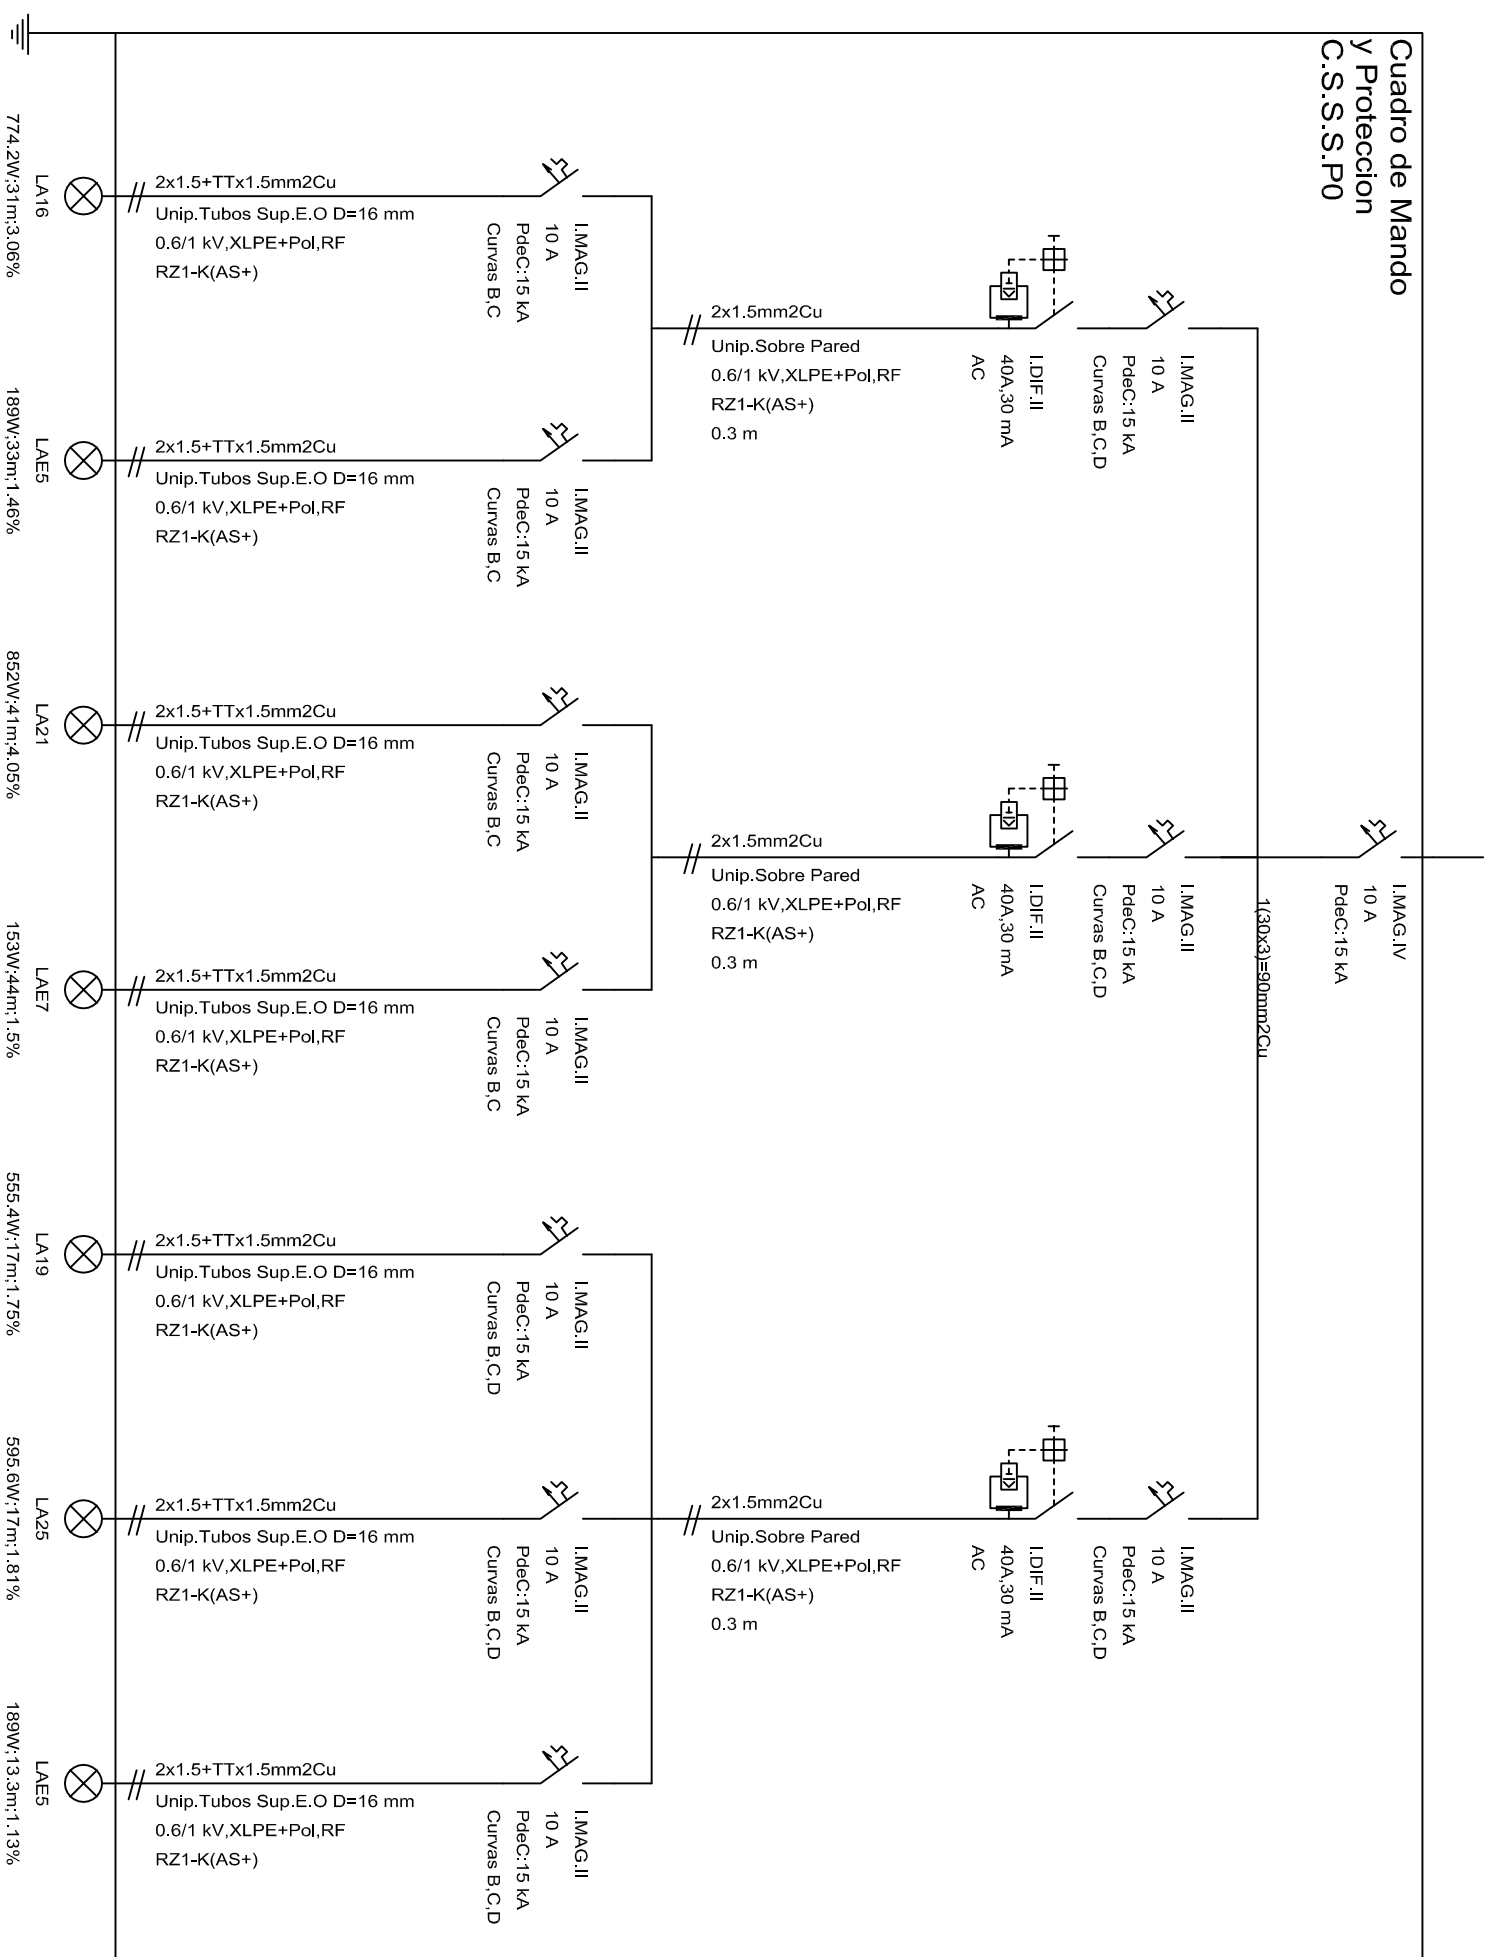 Cuadro de Mando
y Proteccion
C.S.S.S.P0
I.MAG.IV
10 A
PdeC:15 kA
1(30x3)=90mm2Cu
I.MAG.II
10 A
PdeC:15 kA
Curvas B,C,D
I.DIF.II
40A,30 mA
AC
2x1.5mm2Cu
Unip.Sobre Pared
0.6/1 kV,XLPE+Pol,RF
RZ1-K(AS+)
0.3 m
I.MAG.II
10 A
PdeC:15 kA
Curvas B,C,D
I.DIF.II
40A,30 mA
AC
2x1.5mm2Cu
Unip.Sobre Pared
0.6/1 kV,XLPE+Pol,RF
RZ1-K(AS+)
0.3 m
I.MAG.II
10 A
PdeC:15 kA
Curvas B,C,D
I.DIF.II
40A,30 mA
AC
2x1.5mm2Cu
Unip.Sobre Pared
0.6/1 kV,XLPE+Pol,RF
RZ1-K(AS+)
0.3 m
I.MAG.II
10 A
PdeC:15 kA
Curvas B,C
2x1.5+TTx1.5mm2Cu
Unip.Tubos Sup.E.O D=16 mm
0.6/1 kV,XLPE+Pol,RF
RZ1-K(AS+)
LA16
774.2W;31m;3.06%
I.MAG.II
10 A
PdeC:15 kA
Curvas B,C
2x1.5+TTx1.5mm2Cu
Unip.Tubos Sup.E.O D=16 mm
0.6/1 kV,XLPE+Pol,RF
RZ1-K(AS+)
LAE5
189W;33m;1.46%
I.MAG.II
10 A
PdeC:15 kA
Curvas B,C
2x1.5+TTx1.5mm2Cu
Unip.Tubos Sup.E.O D=16 mm
0.6/1 kV,XLPE+Pol,RF
RZ1-K(AS+)
LA21
852W;41m;4.05%
I.MAG.II
10 A
PdeC:15 kA
Curvas B,C
2x1.5+TTx1.5mm2Cu
Unip.Tubos Sup.E.O D=16 mm
0.6/1 kV,XLPE+Pol,RF
RZ1-K(AS+)
LAE7
153W;44m;1.5%
I.MAG.II
10 A
PdeC:15 kA
Curvas B,C,D
2x1.5+TTx1.5mm2Cu
Unip.Tubos Sup.E.O D=16 mm
0.6/1 kV,XLPE+Pol,RF
RZ1-K(AS+)
LA19
555.4W;17m;1.75%
I.MAG.II
10 A
PdeC:15 kA
Curvas B,C,D
2x1.5+TTx1.5mm2Cu
Unip.Tubos Sup.E.O D=16 mm
0.6/1 kV,XLPE+Pol,RF
RZ1-K(AS+)
LA25
595.6W;17m;1.81%
I.MAG.II
10 A
PdeC:15 kA
Curvas B,C,D
2x1.5+TTx1.5mm2Cu
Unip.Tubos Sup.E.O D=16 mm
0.6/1 kV,XLPE+Pol,RF
RZ1-K(AS+)
LAE5
189W;13.3m;1.13%